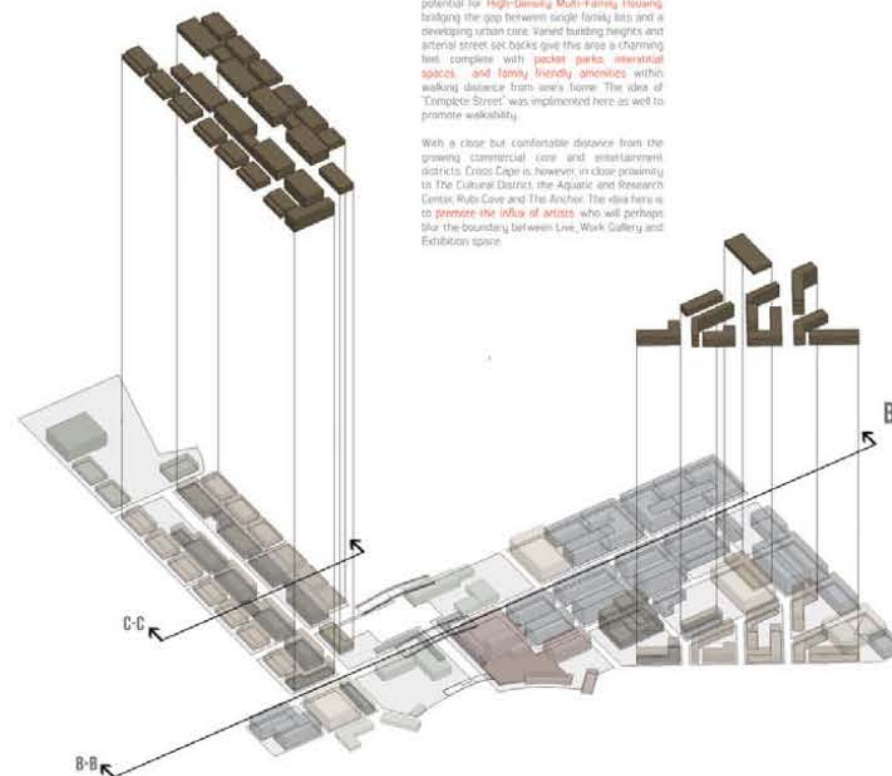 potential for High-Density Multi-Family Housing
bridging the gap between single family lots and a
developing urban core. Varied building heights and
arterial street set backs give this area a charming
feel complete with pocket parks, interstitial
spaces, and family friendly amenities within
walking distance from one's home. The idea of
"Complete Street" was implimented here as well to
promote walkability.
With a close but comfortable distance from the
growing commercial core and entertainment
districts. Cross Cape is, however, in close proximity
to The Cultural District, the Aquatic and Research
Center, Rubi Cove and The Anchor. The idea here is
to promote the influx of artists who will perhaps
blur the boundary between Live, Work Gallery and
Exhibition space.
B
C-C
B-B